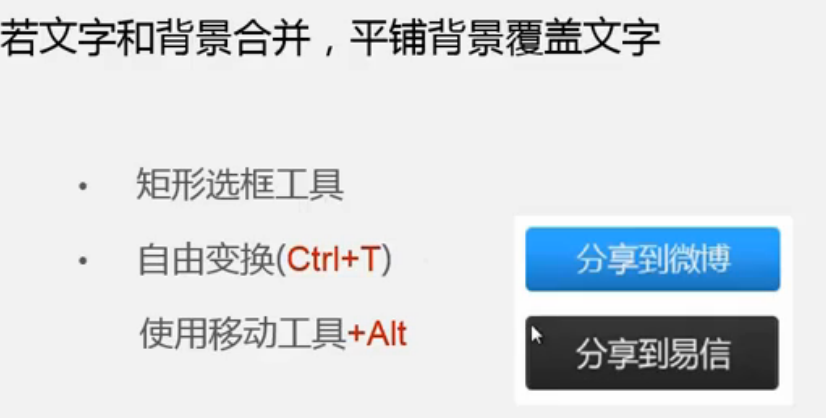 若文字和背景合并，平铺背景覆盖文字
• 矩形选框工具
• 自由变换(Ctrl+T)
使用移动工具+Alt
分享到微博
分享到易信